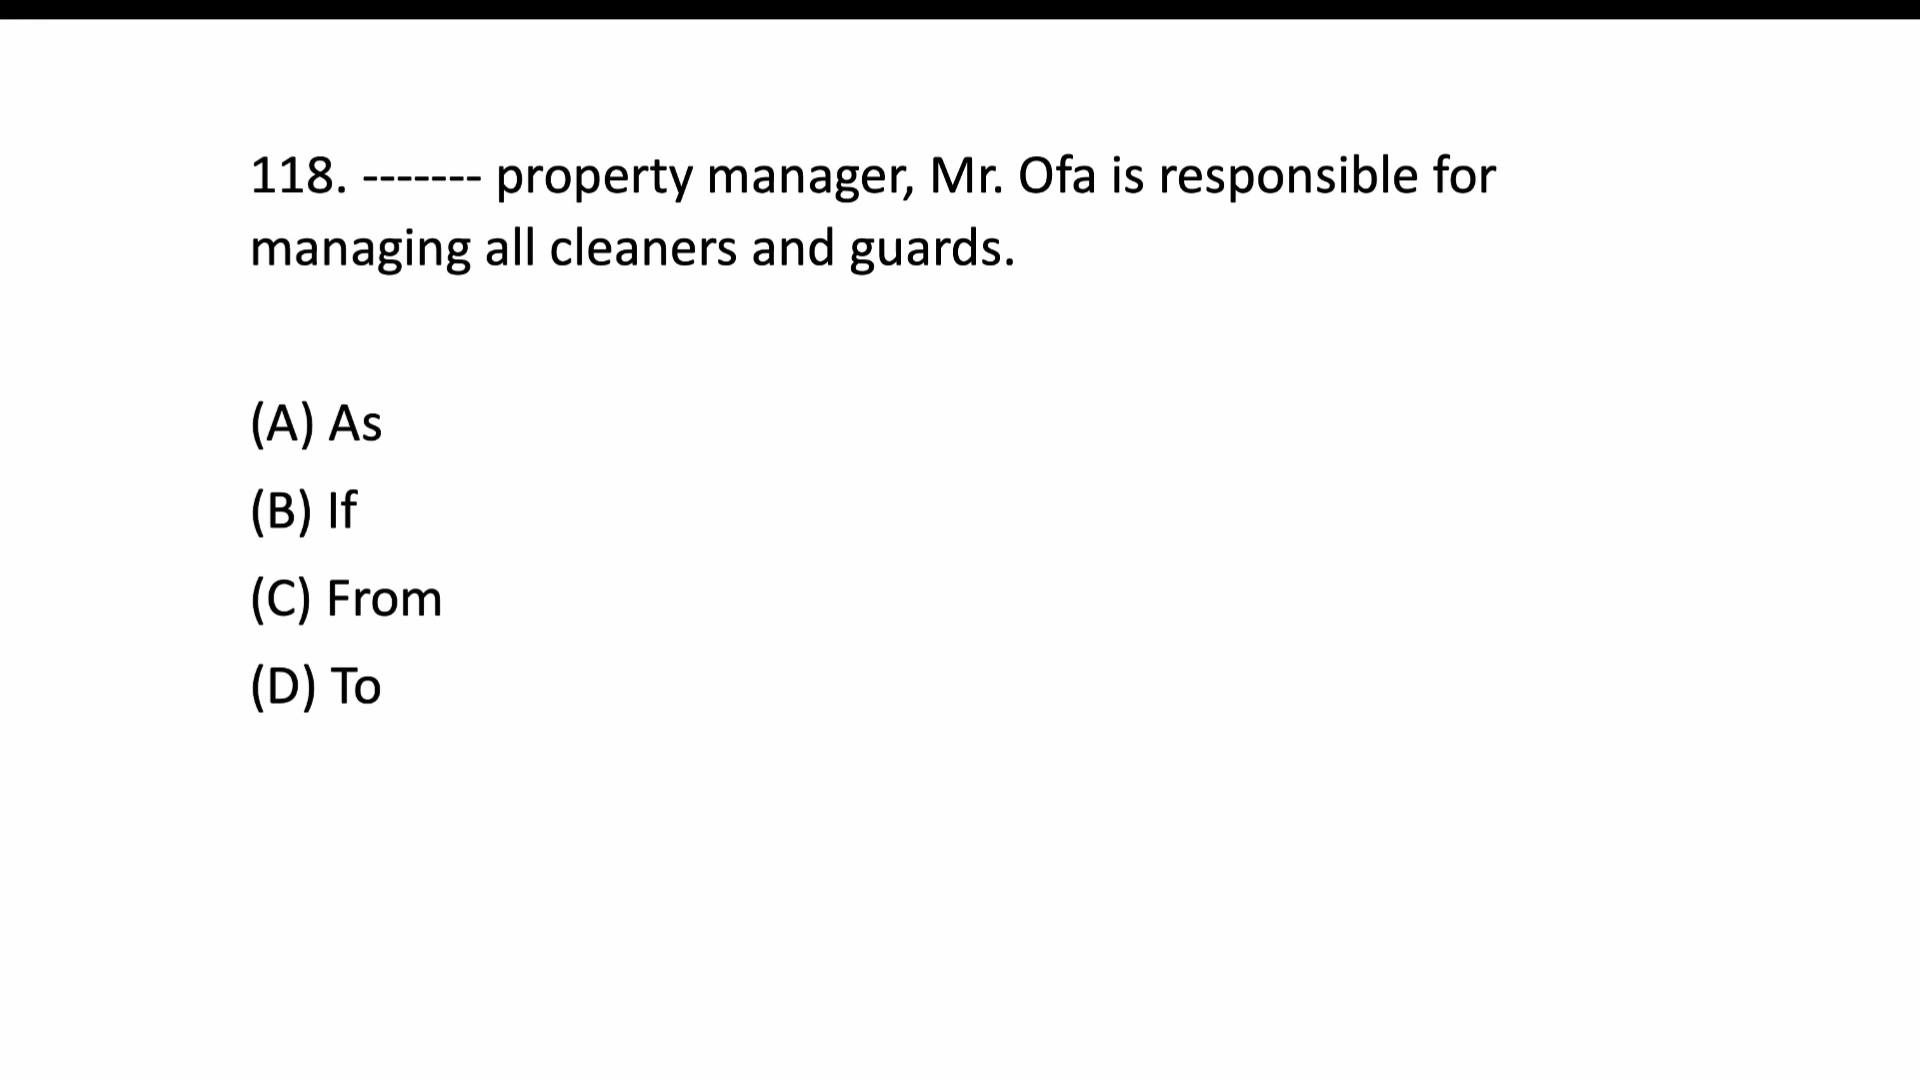 118. ------- property manager, Mr. Ofa is responsible for
managing all cleaners and guards.
(A) As
(B) If
(C) From
(D) To